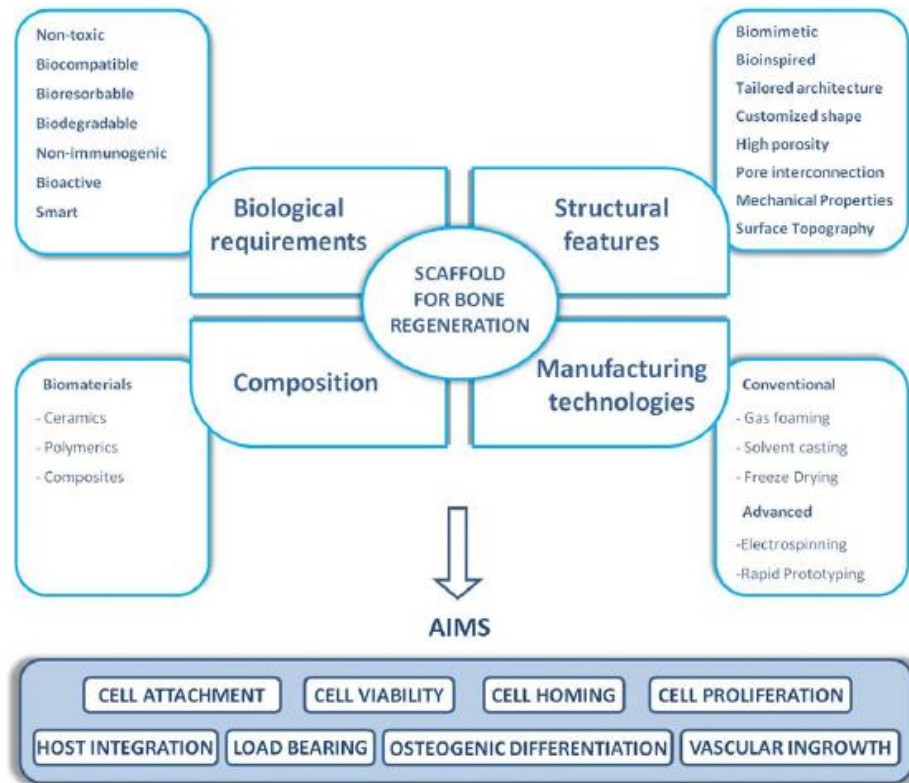 Non-toxic
Biocompatible
Bioresorbable
Biodegradable
Non-immunogenic
Bioactive
Smart
Biomimetic
Bioinspired
Tailored architecture
Customized shape
High porosity
Pore interconnection
Mechanical Properties
Surface Topography
Biological
requirements
Structural
features
SCAFFOLD
FOR BONE
REGENERATION
Composition
Manufacturing
technologies
Biomaterials
- Ceramics
- Polymerics
- Composites
Conventional
- Gas foaming
- Solvent casting
- Freeze Drying
Advanced
-Electrospinning
-Rapid Prototyping
AIMS
CELL ATTACHMENT
CELL VIABILITY
CELL HOMING
CELL PROLIFERATION
HOST INTEGRATION
LOAD BEARING
OSTEOGENIC DIFFERENTIATION
VASCULAR INGROWTH